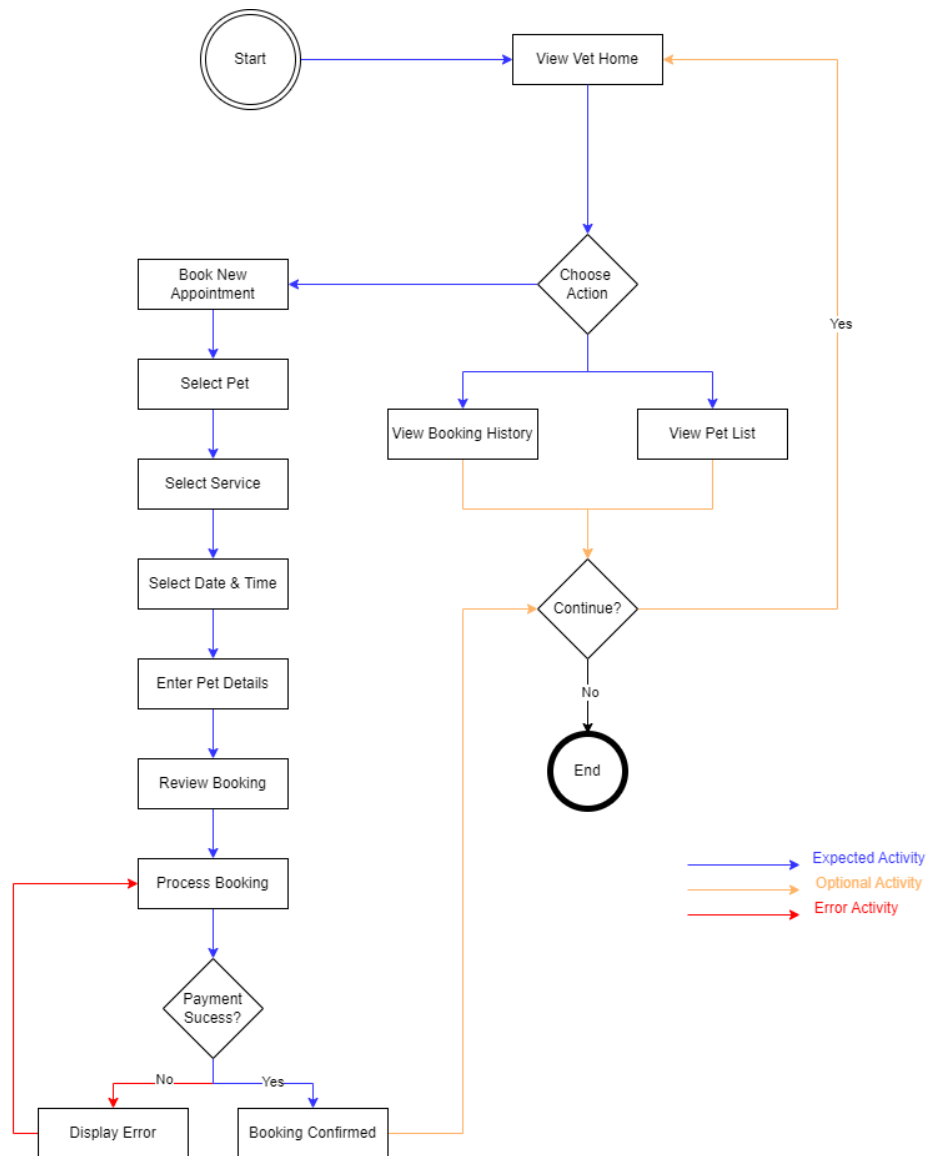 Start
View Vet Home
Choose
Action
Book New
Appointment
Yes
Select Pet
View Booking History
View Pet List
Select Service
Select Date & Time
Continue?
Enter Pet Details
No
Review Booking
End
Expected Activity
Process Booking
Optional Activity
Error Activity
Payment
Sucess?
No
Yes
Display Error
Booking Confirmed